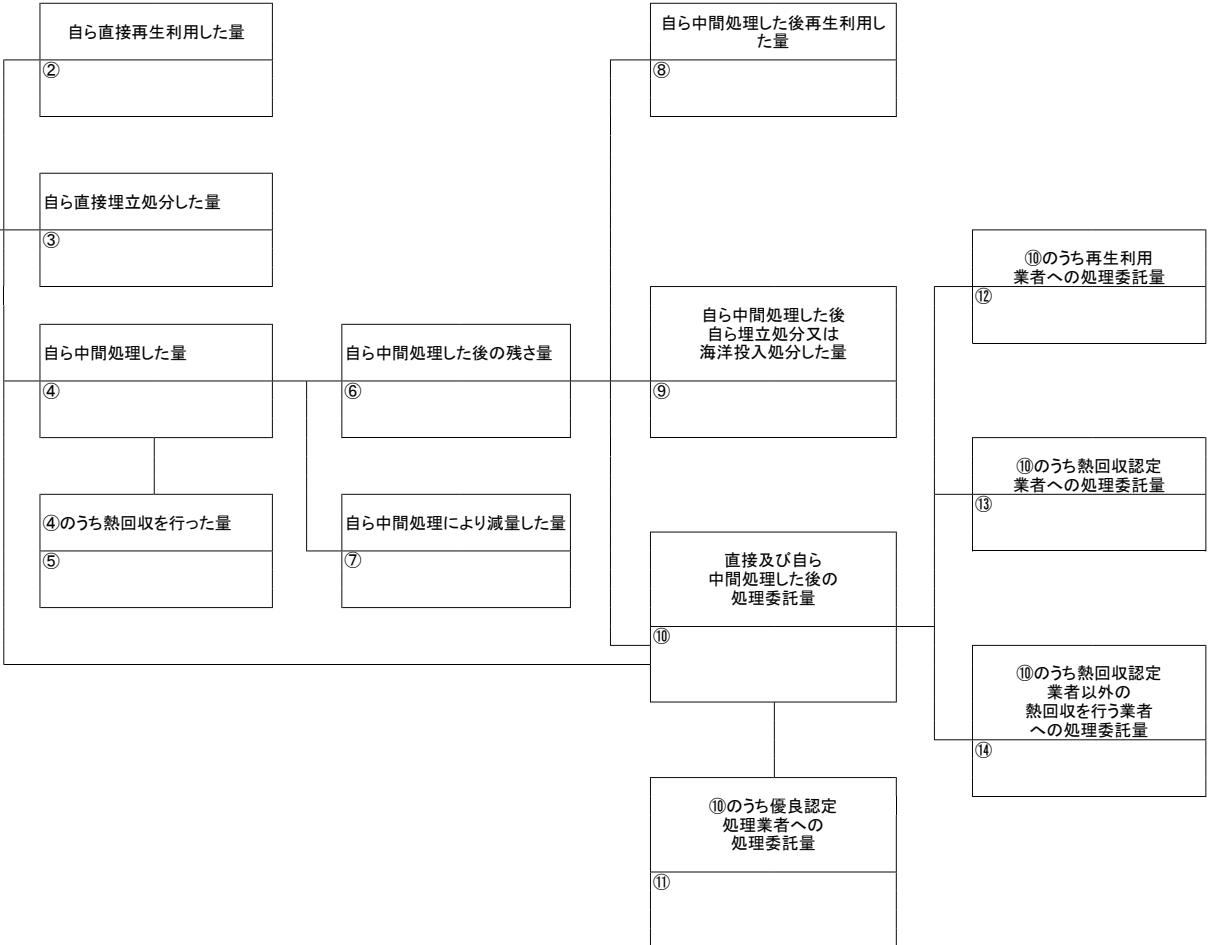 自ら直接再生利用した量
②
自ら直接埋立処分した量
③
自ら中間処理した量
④
④のうち熱回収を行った量
⑤
自ら中間処理した後の残さ量
⑥
自ら中間処理により減量した量
⑦
自ら中間処理した後再生利用し
た量
⑧
自ら中間処理した後
自ら埋立処分又は
海洋投入処分した量
⑨
直接及び自ら
中間処理した後の
処理委託量
⑩
⑩のうち優良認定
処理業者への
処理委託量
⑪
⑩のうち再生利用
業者への処理委託量
⑫
⑩のうち熱回収認定
業者への処理委託量
⑬
⑩のうち熱回収認定
業者以外の
熱回収を行う業者
への処理委託量
⑭